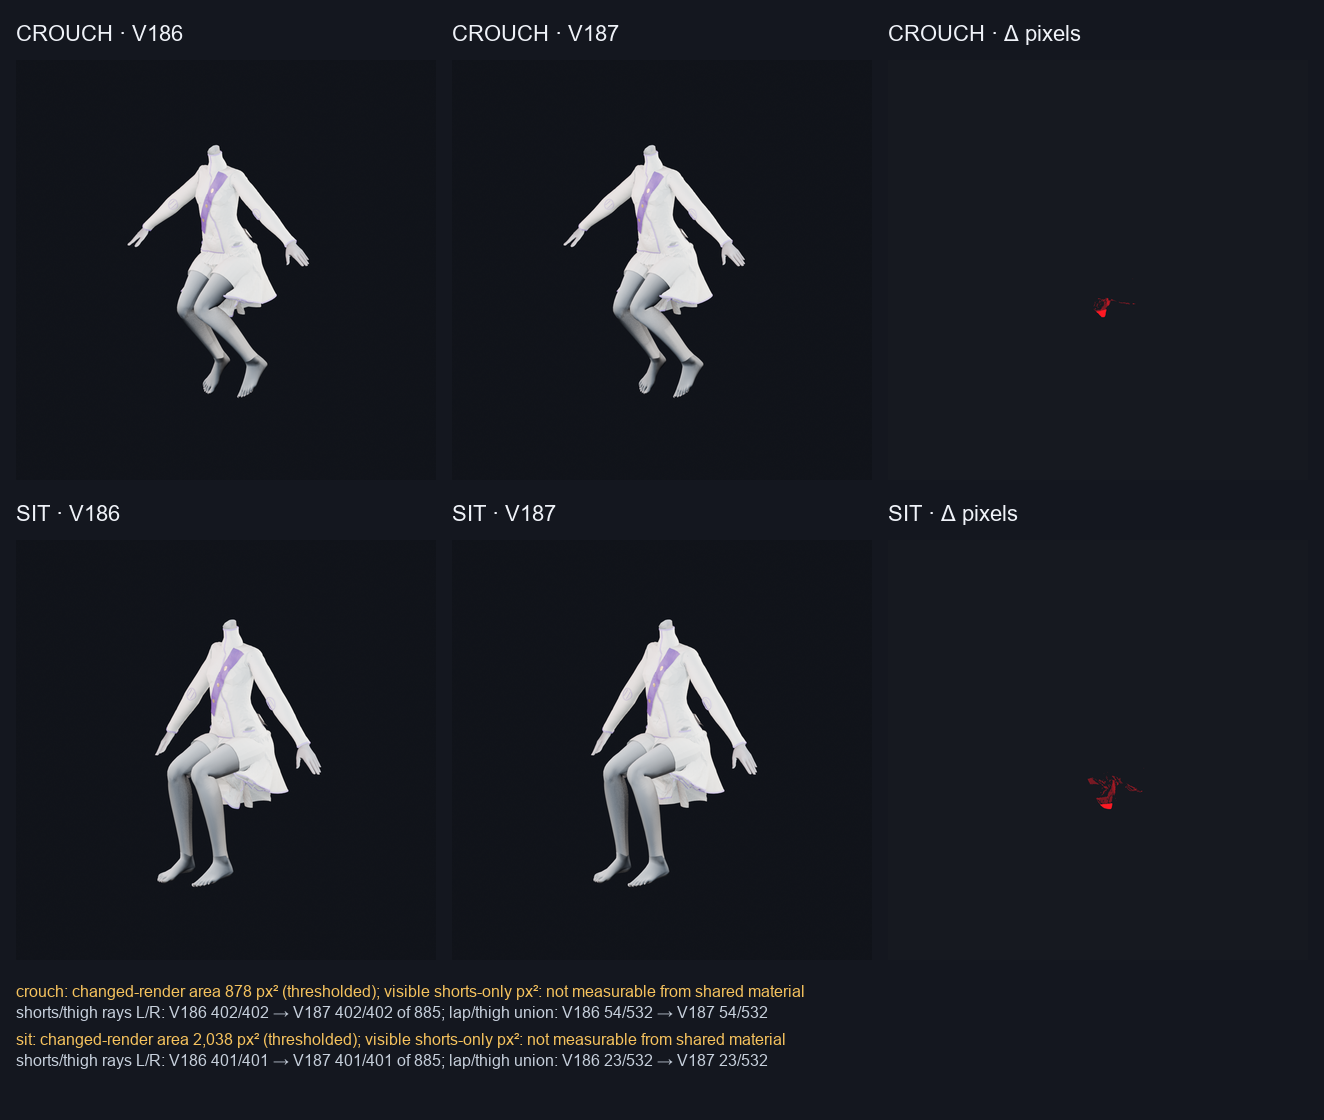 CROUCH · V186
CROUCH · V187
CROUCH · Δ pixels
SIT · V186
SIT · V187
SIT · Δ pixels
crouch: changed-render area 878 px² (thresholded); visible shorts-only px²: not measurable from shared material
shorts/thigh rays L/R: V186 402/402 → V187 402/402 of 885; lap/thigh union: V186 54/532 → V187 54/532
sit: changed-render area 2,038 px² (thresholded); visible shorts-only px²: not measurable from shared material
shorts/thigh rays L/R: V186 401/401 → V187 401/401 of 885; lap/thigh union: V186 23/532 → V187 23/532